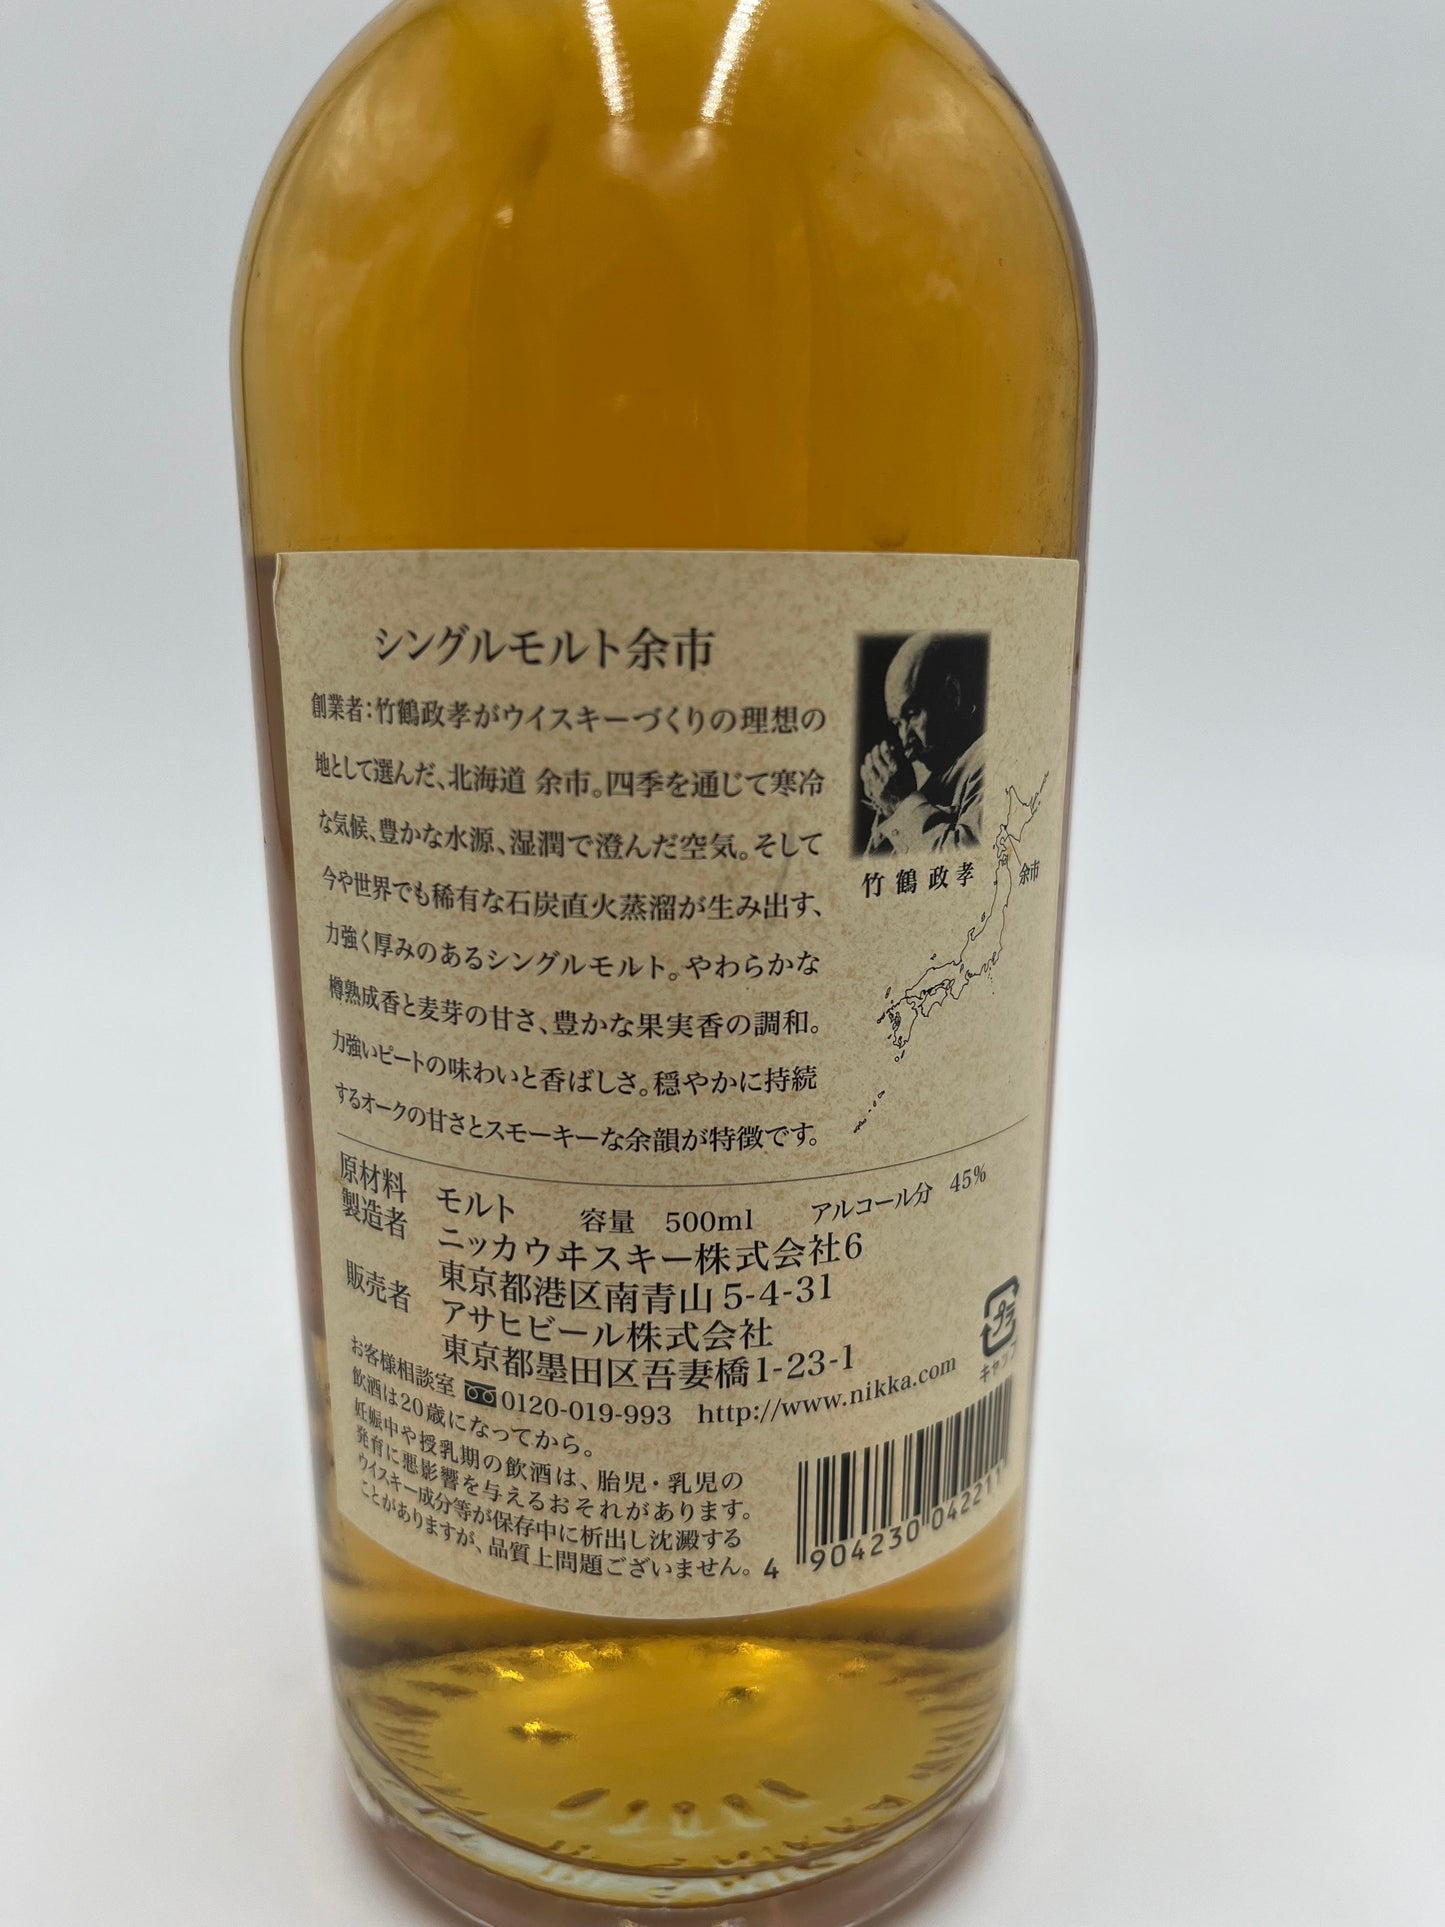 シングルモルト余市
創業者:竹鶴政孝がウイスキーづくりの理想の
地として選んだ、北海道 余市。四季を通じて寒冷
な気候、豊かな水源、湿潤で澄んだ空気。そして
今や世界でも稀有な石炭直火蒸溜が生み出す、
力強く厚みのあるシングルモルト。やわらかな
樽熟成香と麦芽の甘さ、豊かな果実香の調和。
力強いピートの味わいと香ばしさ。穏やかに持続
するオークの甘さとスモーキーな余韻が特徴です。
竹鶴政孝
余市
原材料 モルト 容量 500ml アルコール分 45%
製造者 ニッカウヰスキー株式会社6
東京都港区南青山5-4-31
販売者 アサヒビール株式会社
東京都墨田区吾妻橋1-23-1
お客様相談室 0120-019-993 http://www.nikka.com
飲酒は20歳になってから。
妊娠中や授乳期の飲酒は、胎児・乳児の
発育に悪影響を与えるおそれがあります。
ウイスキー成分等が保存中に析出し沈澱する
ことがありますが、品質上問題ございません。
プラ
キャップ
4 904230 042211